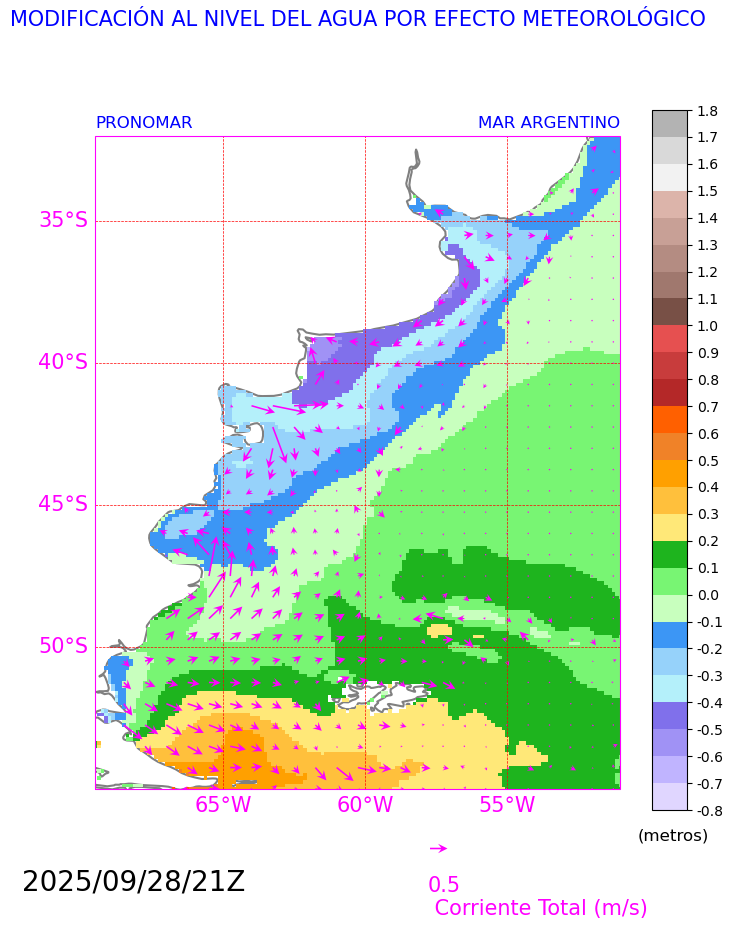 MODIFICACIÓN AL NIVEL DEL AGUA POR EFECTO METEOROLÓGICO
PRONOMAR
MAR ARGENTINO
35°S
40°S
45°S
50°S
65°W
60°W
55°W
1.8
1.7
1.6
1.5
1.4
1.3
1.2
1.1
1.0
0.9
0.8
0.7
0.6
0.5
0.4
0.3
0.2
0.1
0.0
-0.1
-0.2
-0.3
-0.4
-0.5
-0.6
-0.7
-0.8
(metros)
2025/09/28/21Z
0.5
Corriente Total (m/s)